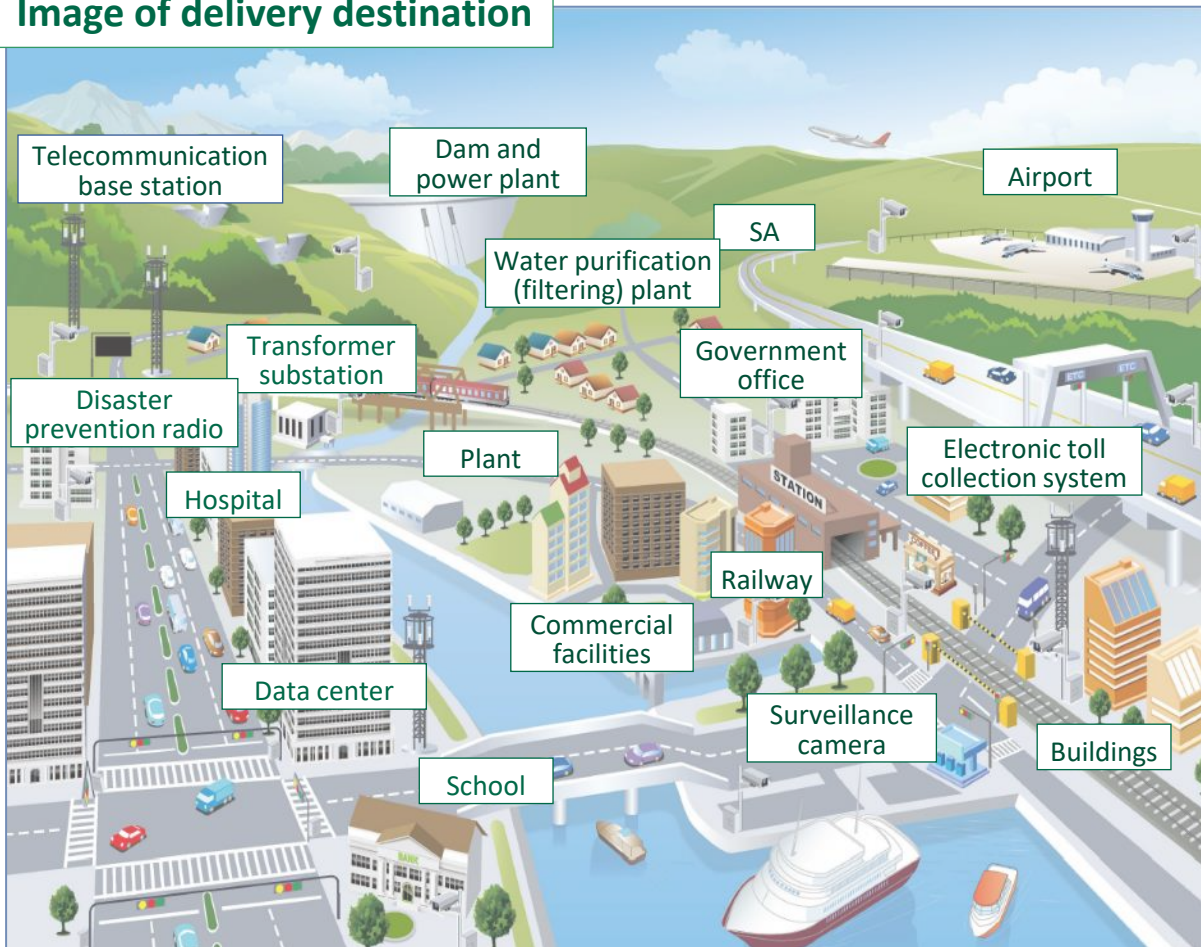 Image of delivery destination
Telecommunication
base station
Dam and
power plant
Airport
SA
Water purification
(filtering) plant
Transformer
substation
Government
office
ETC
ETC
Disaster
prevention radio
Electronic toll
collection system
Plant
STATION
Hospital
COFFEE
Railway
Commercial
facilities
Data center
Surveillance
camera
Buildings
School
BANK